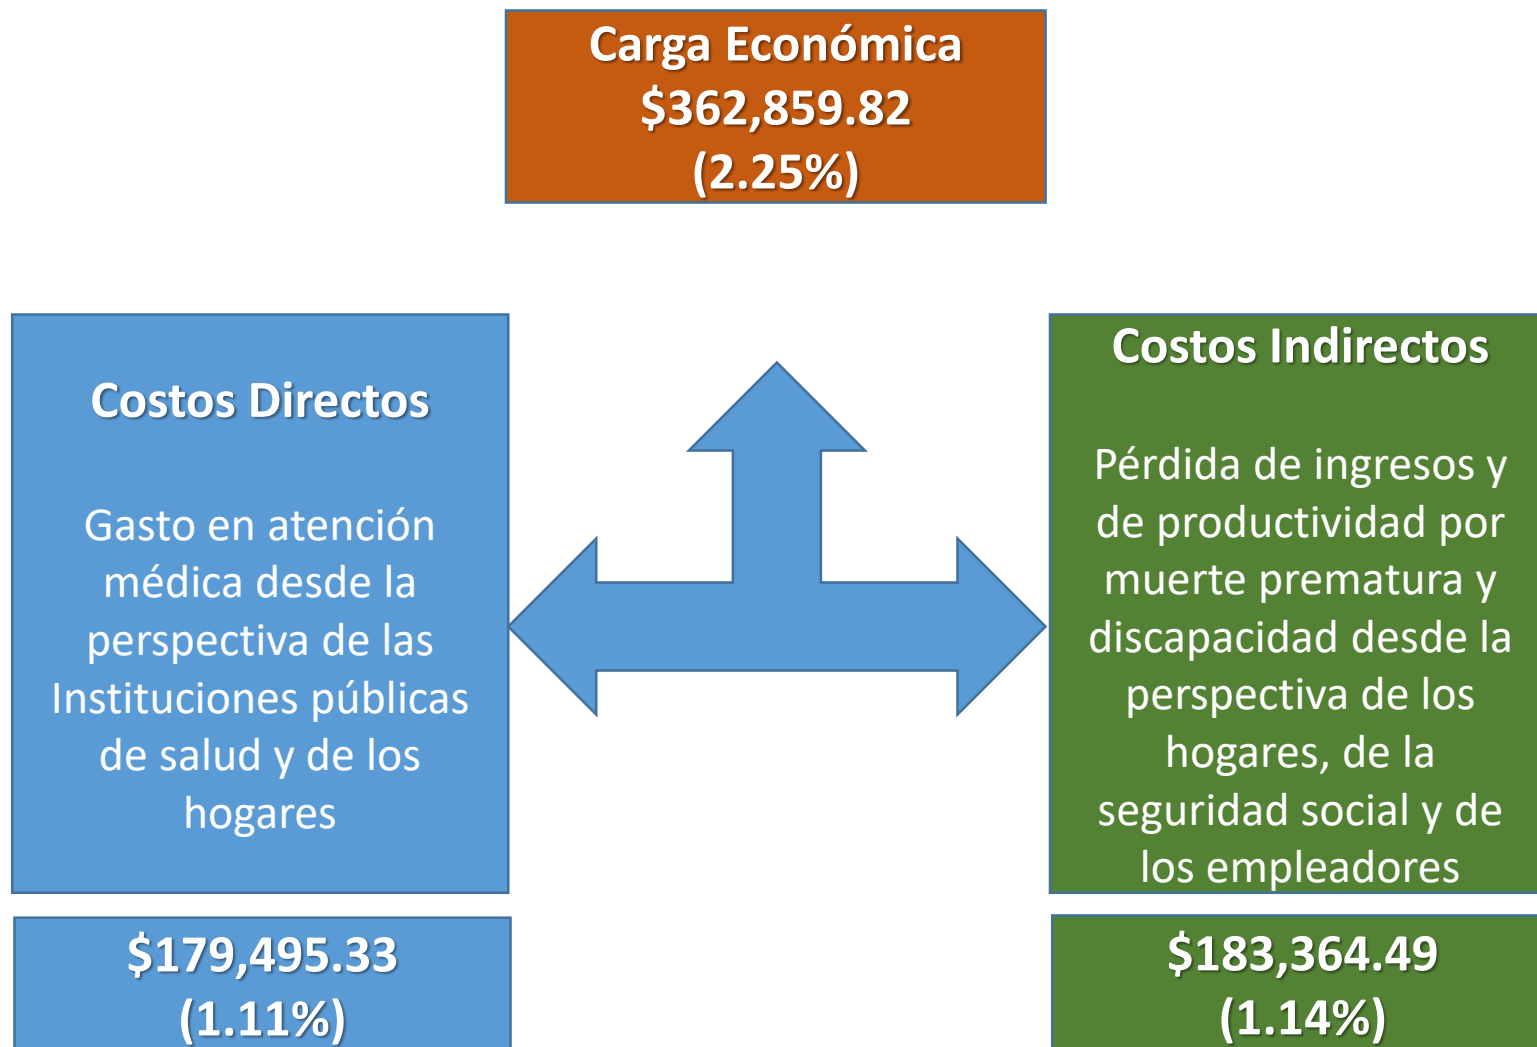 Carga Económica
$362,859.82
(2.25%)
Costos Directos
Gasto en atención
médica desde la
perspectiva de las
Instituciones públicas
de salud y de los
hogares
$179,495.33
(1.11%)
Costos Indirectos
Pérdida de ingresos y
de productividad por
muerte prematura y
discapacidad desde la
perspectiva de los
hogares, de la
seguridad social y de
los empleadores
$183,364.49
(1.14%)